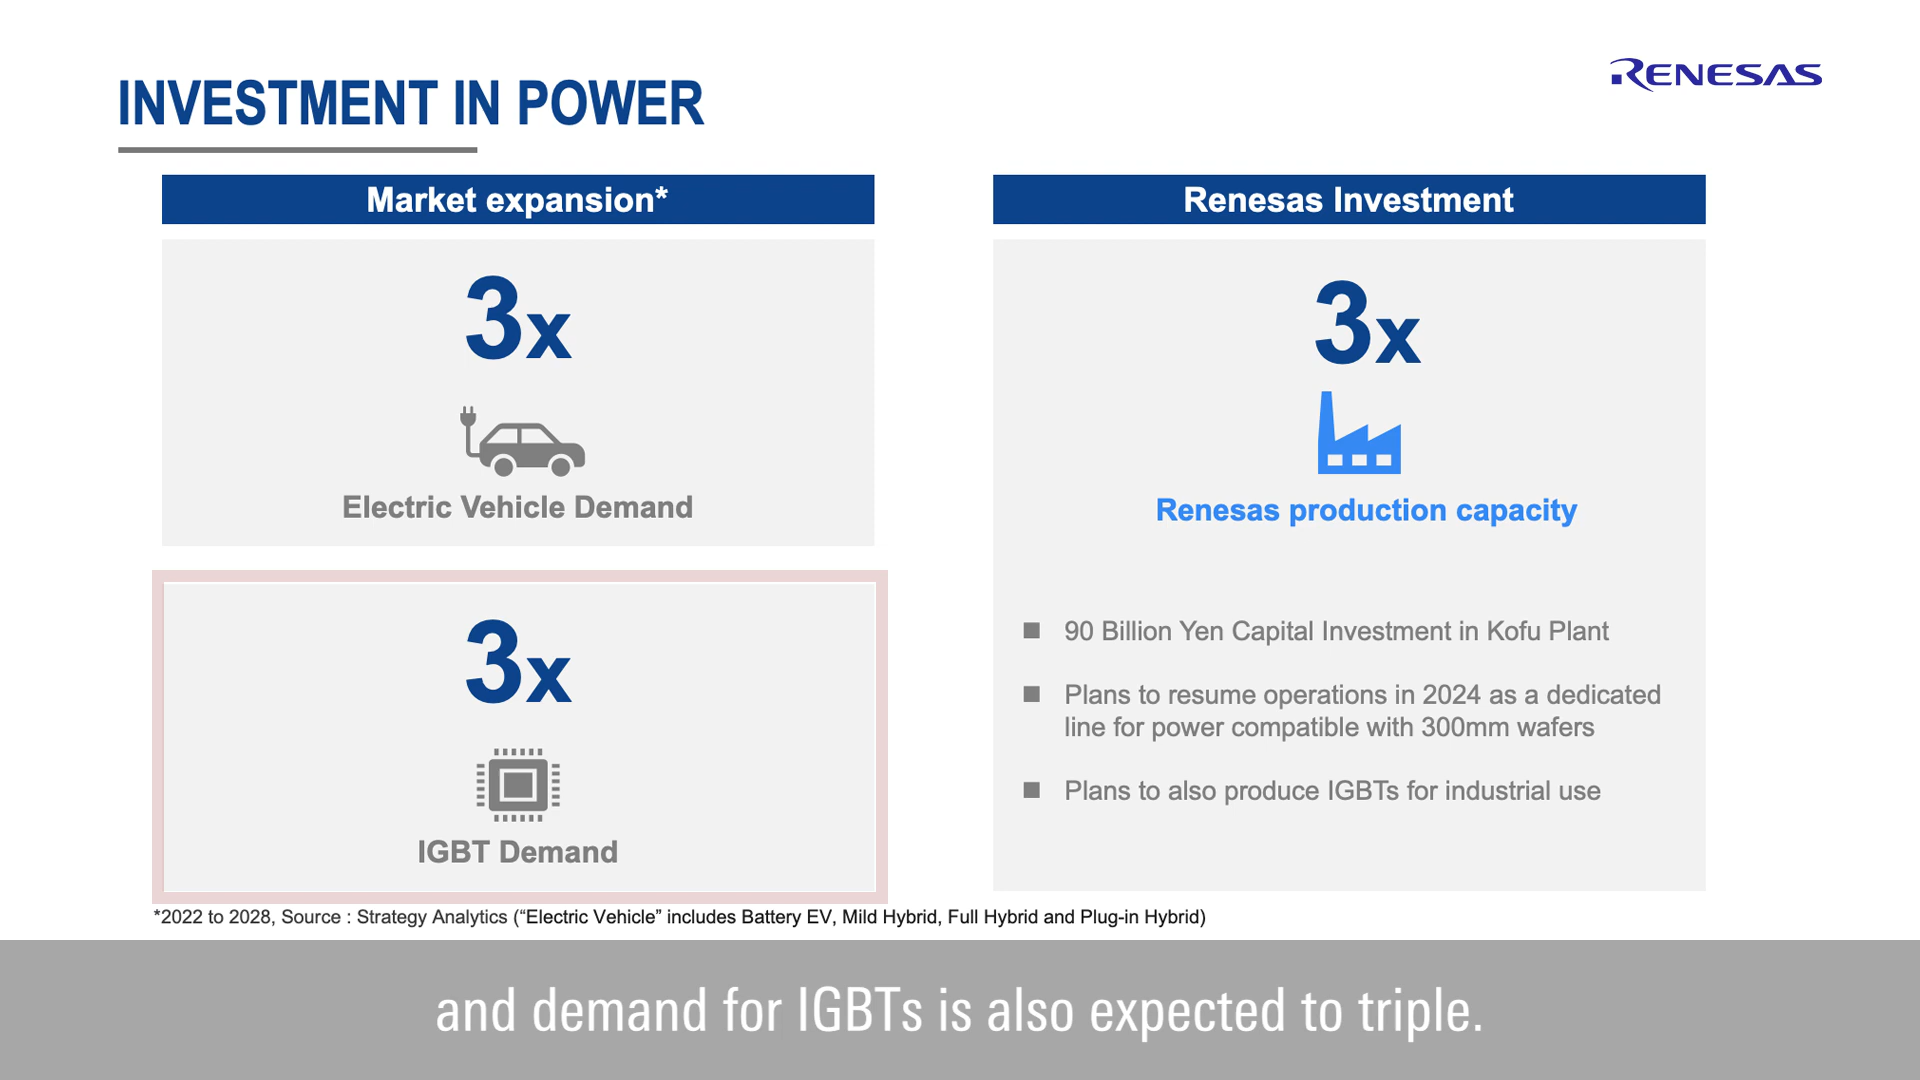 INVESTMENT IN POWER
RENESAS
Market expansion*
3x
Electric Vehicle Demand
3x
IGBT Demand
Renesas Investment
3x
Renesas production capacity
■ 90 Billion Yen Capital Investment in Kofu Plant
■ Plans to resume operations in 2024 as a dedicated
line for power compatible with 300mm wafers
■ Plans to also produce IGBTs for industrial use
*2022 to 2028, Source : Strategy Analytics (“Electric Vehicle” includes Battery EV, Mild Hybrid, Full Hybrid and Plug-in Hybrid)
and demand for IGBTs is also expected to triple.